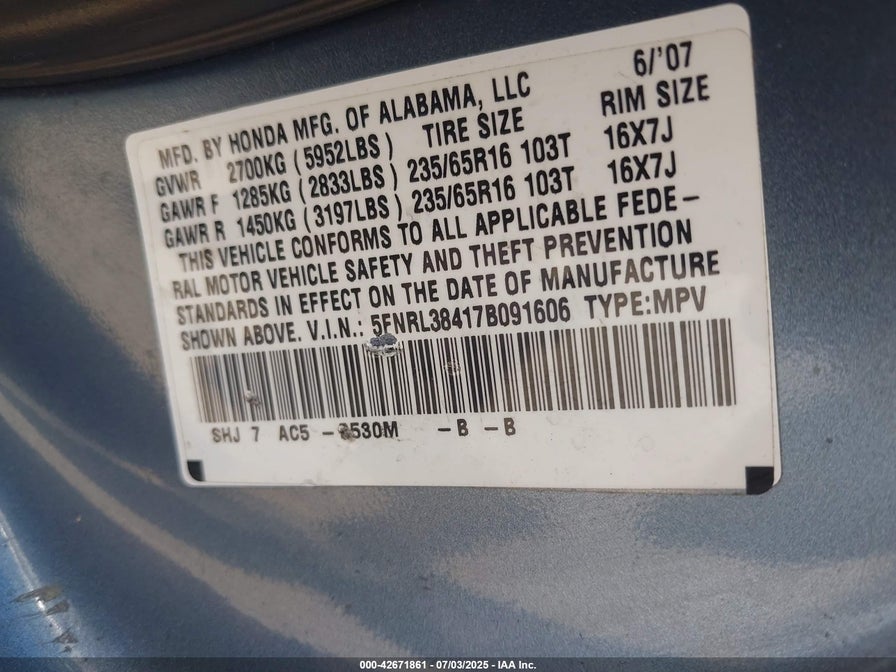 6/'07
MFD. BY HONDA MFG. OF ALABAMA, LLC
TIRE SIZE RIM SIZE
GVWR 2700KG ( 5952LBS )
GAWR F 1285KG ( 2833LBS ) 235/65R16 103T 16X7J
GAWR R 1450KG ( 3197LBS ) 235/65R16 103T 16X7J
THIS VEHICLE CONFORMS TO ALL APPLICABLE FEDE-
RAL MOTOR VEHICLE SAFETY AND THEFT PREVENTION
STANDARDS IN EFFECT ON THE DATE OF MANUFACTURE
SHOWN ABOVE. V.I.N.: 5FNRL38417B091606 TYPE:MPV
SHJ 7 AC5 - -B -B
000-42671861 - 07/03/2025 - IAA Inc.